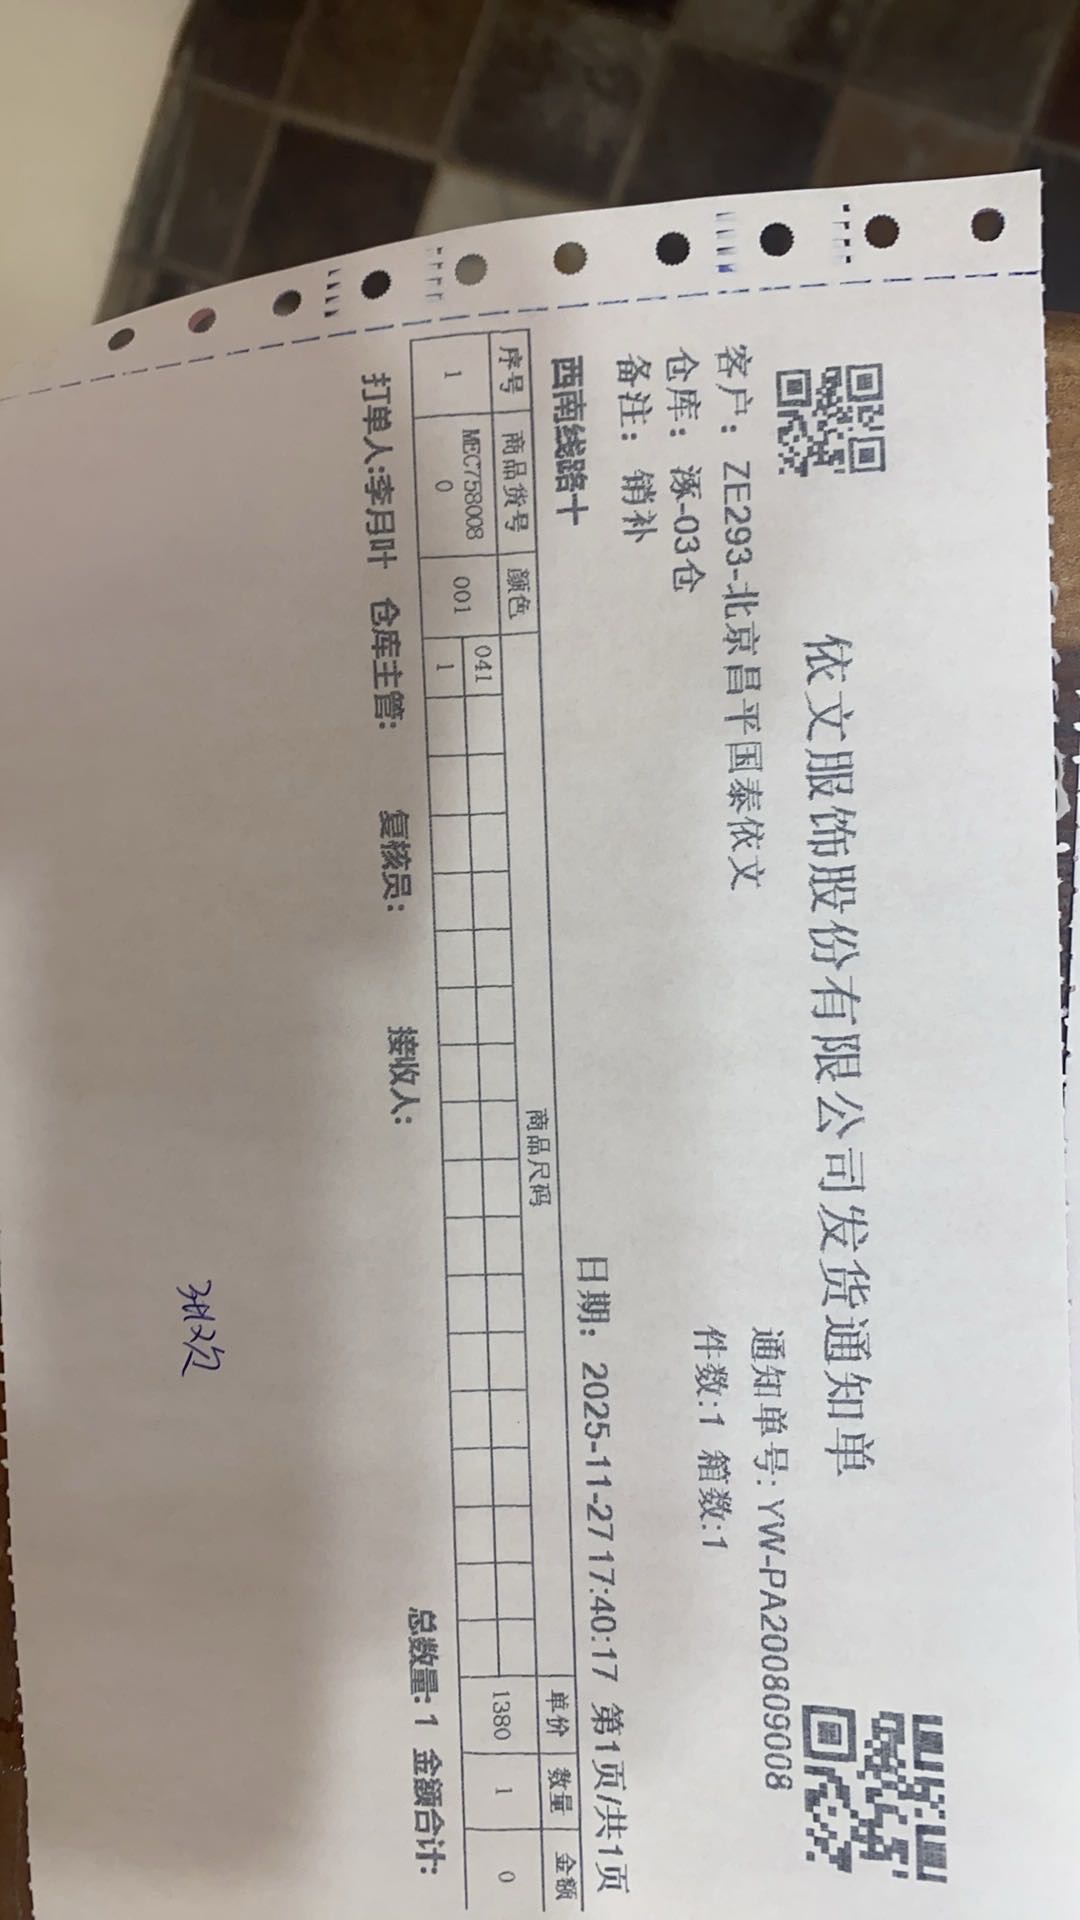 依文服饰股份有限公司发货通知单
客户：ZE293-北京昌平国泰依文 通知单号：YW-PA200809008
仓库：涿-03仓 件数:1 箱数:1
备注：销补
西南线路十 日期：2025-11-27 17:40:17 第1页/共1页
序号 商品货号 颜色 商品尺码 单价 数量 金额
1 MEC7580080 001 041 1 1380 1 0
打单人:李月叶 仓库主管: 复核员: 接收人: 总数量:1 金额合计: